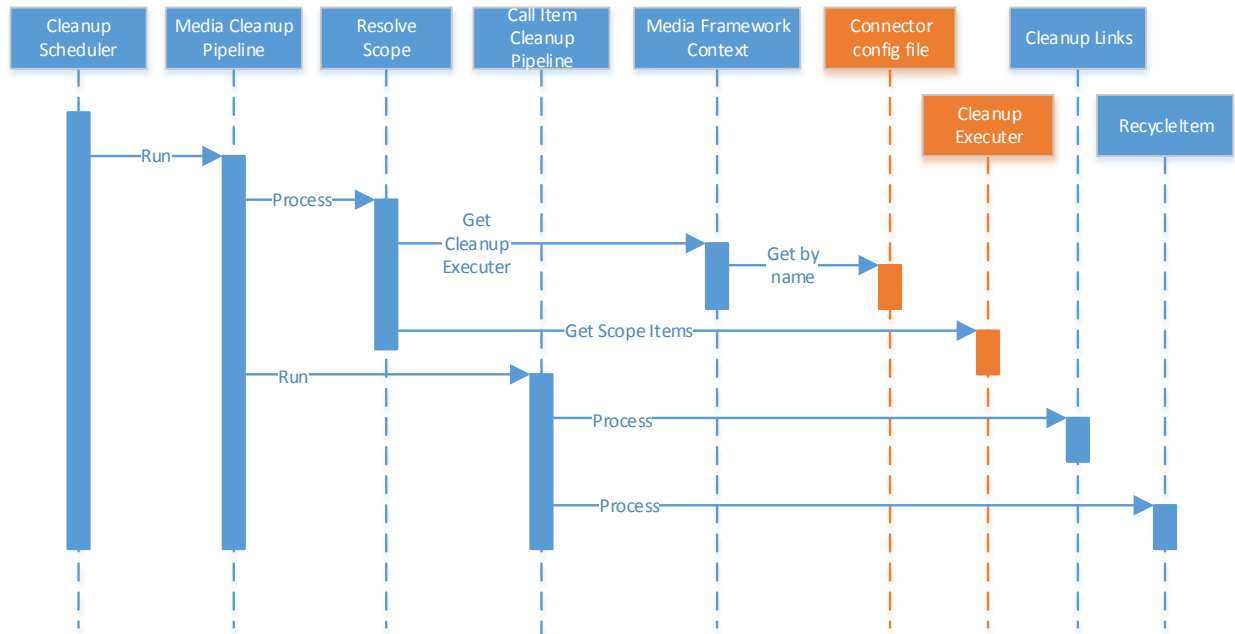 Cleanup
Scheduler
Media Cleanup
Pipeline
Resolve
Scope
Call Item
Cleanup
Pipeline
Media Framework
Context
Connector
config file
Cleanup Links
Cleanup
Executer
RecycleItem
Run
Process
Get
Cleanup
Executer
Get by
name
Get Scope Items
Run
Process
Process